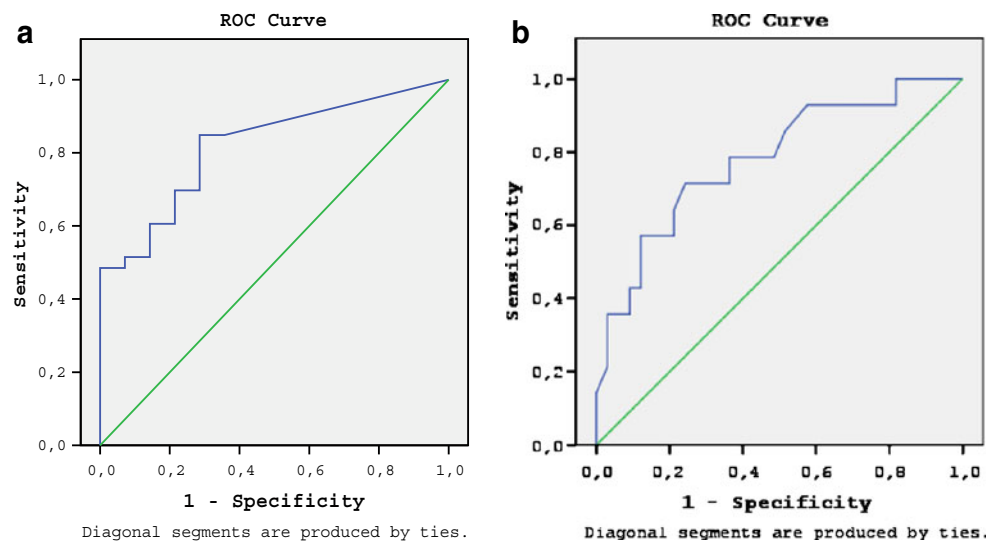 a
ROC Curve
1,0
0,8
0,6
0,4
0,2
0,0
Sensitivity
0,0 0,2 0,4 0,6 0,8 1,0
1 - Specificity
Diagonal segments are produced by ties.
b
ROC Curve
1,0
0,8
0,6
0,4
0,2
0,0
Sensitivity
0,0 0,2 0,4 0,6 0,8 1,0
1 - Specificity
Diagonal segments are produced by ties.